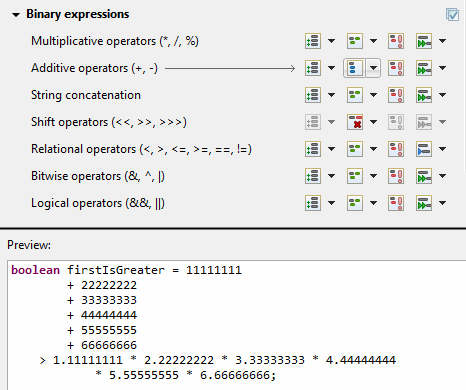 Binary expressions
Multiplicative operators (*, /, %)
Additive operators (+, -)
String concatenation
Shift operators (<<, >>, >>>)
Relational operators (<, >, <=, >=, ==, !=)
Bitwise operators (&, ^, |)
Logical operators (&&, ||)
Preview:
boolean firstIsGreater = 11111111
        + 22222222
        + 33333333
        + 44444444
        + 55555555
        + 66666666
    > 1.11111111 * 2.22222222 * 3.33333333 * 4.44444444
            * 5.55555555 * 6.66666666;